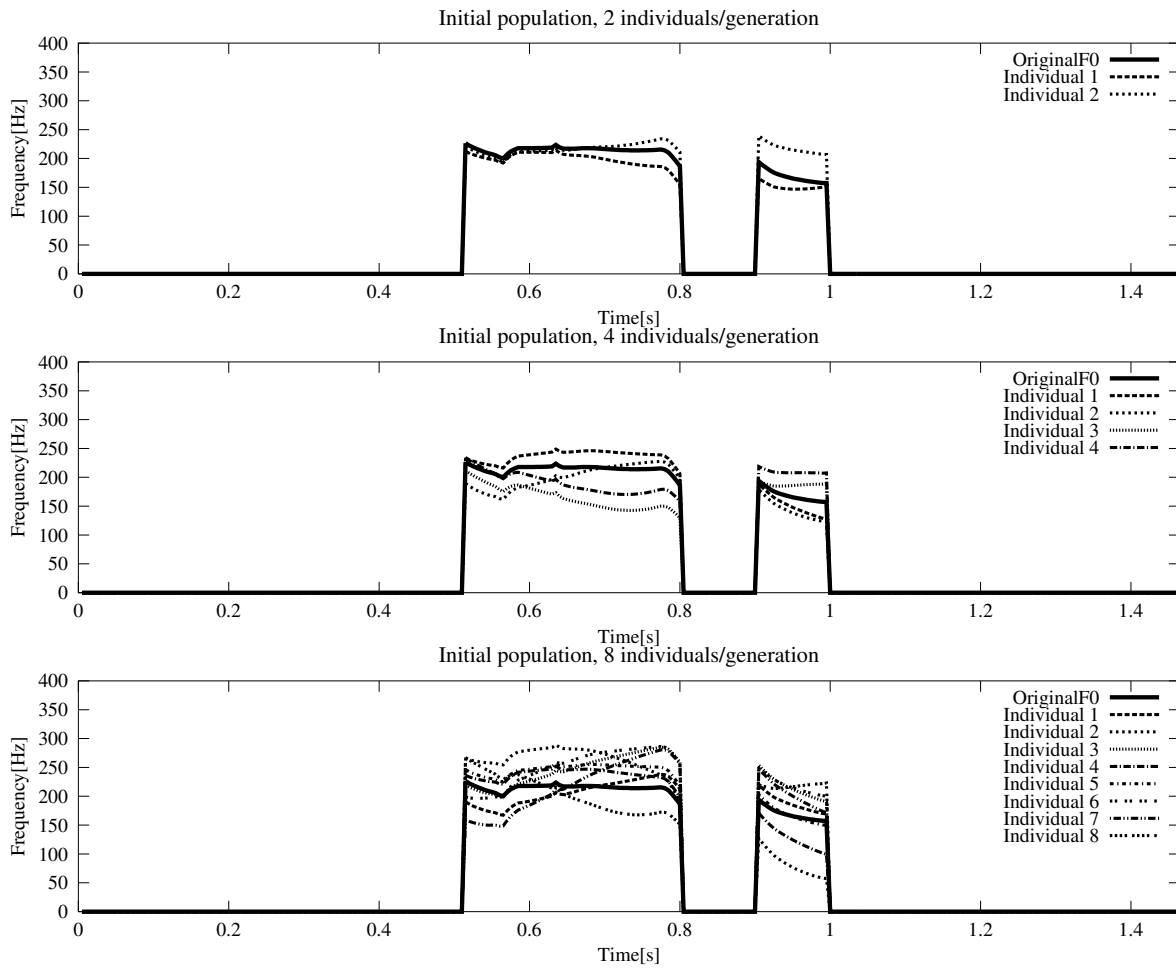 Initial population, 2 individuals/generation
400
350
300
250
200
150
100
50
0
Frequency[Hz]
OriginalF0
Individual 1
Individual 2
0 0.2 0.4 0.6 0.8 1 1.2 1.4
Time[s]
Initial population, 4 individuals/generation
400
350
300
250
200
150
100
50
0
Frequency[Hz]
OriginalF0
Individual 1
Individual 2
Individual 3
Individual 4
0 0.2 0.4 0.6 0.8 1 1.2 1.4
Time[s]
Initial population, 8 individuals/generation
400
350
300
250
200
150
100
50
0
Frequency[Hz]
OriginalF0
Individual 1
Individual 2
Individual 3
Individual 4
Individual 5
Individual 6
Individual 7
Individual 8
0 0.2 0.4 0.6 0.8 1 1.2 1.4
Time[s]